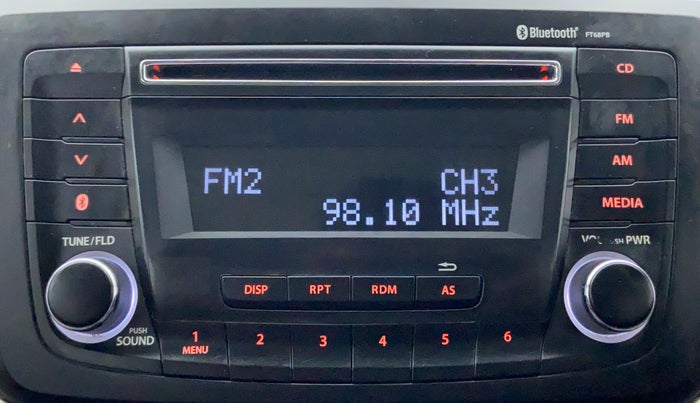 Bluetooth® FT68PB
CD
FM
AM
MEDIA
FM2 CH3
98.10 MHz
TUNE/FLD
PWR
DISP RPT RDM AS
PUSH
SOUND
1 2 3 4 5 6
MENU